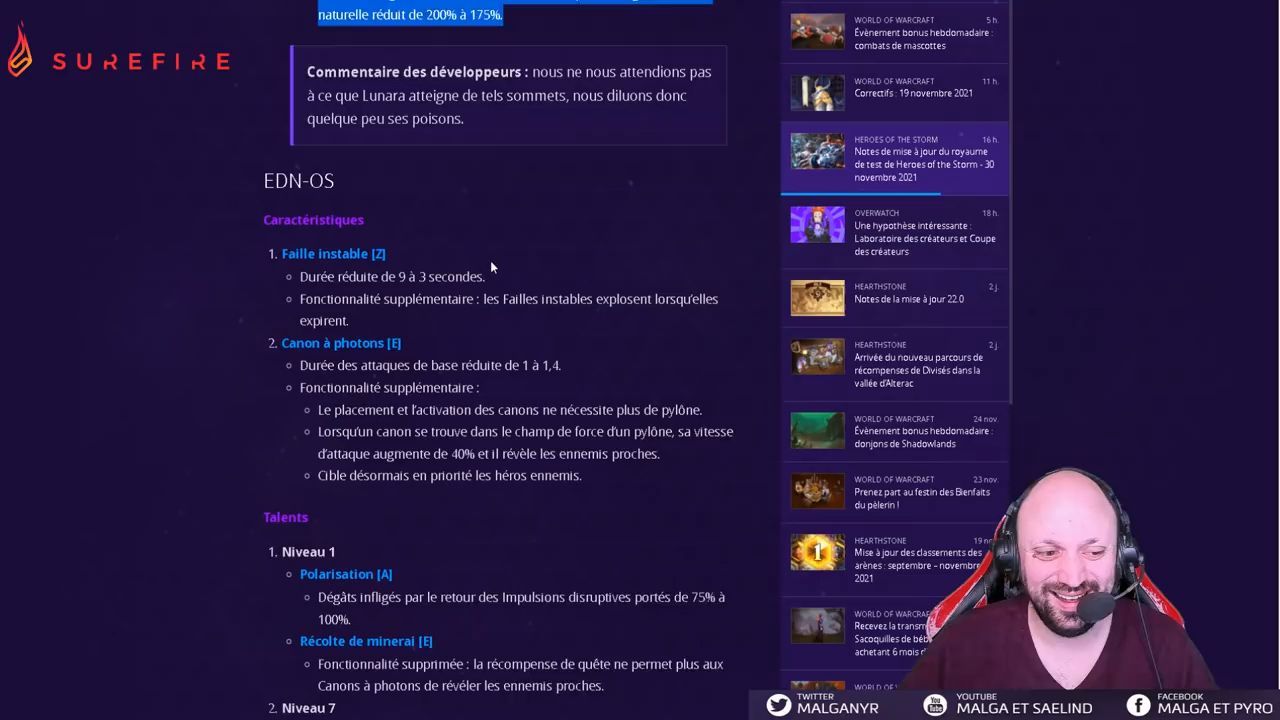 naturelle réduit de 200% à 175%.
SUREFIRE
Commentaire des développeurs : nous ne nous attendions pas
à ce que Lunara atteigne de tels sommets, nous diluons donc
quelque peu ses poisons.
EDN-OS
Caractéristiques
1. Faille instable [Z]
Durée réduite de 9 à 3 secondes.
Fonctionnalité supplémentaire : les Failles instables explosent lorsqu'elles
expirent.
2. Canon à photons [E]
Durée des attaques de base réduite de 1 à 1,4.
Fonctionnalité supplémentaire :
Le placement et l'activation des canons ne nécessite plus de pylône.
Lorsqu'un canon se trouve dans le champ de force d'un pylône, sa vitesse
d'attaque augmente de 40% et il révèle les ennemis proches.
Cible désormais en priorité les héros ennemis.
Talents
1. Niveau 1
Polarisation [A]
Dégâts infligés par le retour des Impulsions disruptives portés de 75% à
100%.
Récolte de minerai [E]
Fonctionnalité supprimée : la récompense de quête ne permet plus aux
Canons à photons de révéler les ennemis proches.
2. Niveau 7
WORLD OF WARCRAFT 5 h.
Évènement bonus hebdomadaire :
combats de mascottes
WORLD OF WARCRAFT 11 h.
Correctifs : 19 novembre 2021
HEROES OF THE STORM 16 h.
Notes de mise à jour du royaume
de test de Heroes of the Storm - 30
novembre 2021
OVERWATCH 18 h.
Une hypothèse intéressante :
Laboratoire des créateurs et Coupe
des créateurs
HEARTHSTONE 2 j.
Notes de la mise à jour 22.0
HEARTHSTONE 2 j.
Arrivée du nouveau parcours de
récompenses de Divisés dans la
vallée d'Alterac
WORLD OF WARCRAFT 24 nov.
Évènement bonus hebdomadaire :
donjons de Shadowlands
WORLD OF WARCRAFT 23 nov.
Prenez part au festin des Bienfaits
du pèlerin !
HEARTHSTONE 19
Mise à jour des classements des
arènes : septembre – novembre
2021
WORLD OF
Recevez la
Sacoquilles de
achetant 6 mois
WORLD OF
TWITTER
MALGANYR
YOUTUBE
MALGA ET SAELIND
FACEBOOK
MALGA ET PYRO